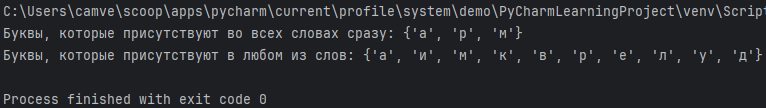 C:\Users\camve\scoop\apps\pycharm\current\profile\system\demo\PyCharmLearningProject\venv\Script
Буквы, которые присутствуют во всех словах сразу: {'а', 'р', 'м'}
Буквы, которые присутствуют в любом из слов: {'а', 'и', 'м', 'к', 'в', 'р', 'е', 'л', 'у', 'д'}
Process finished with exit code 0